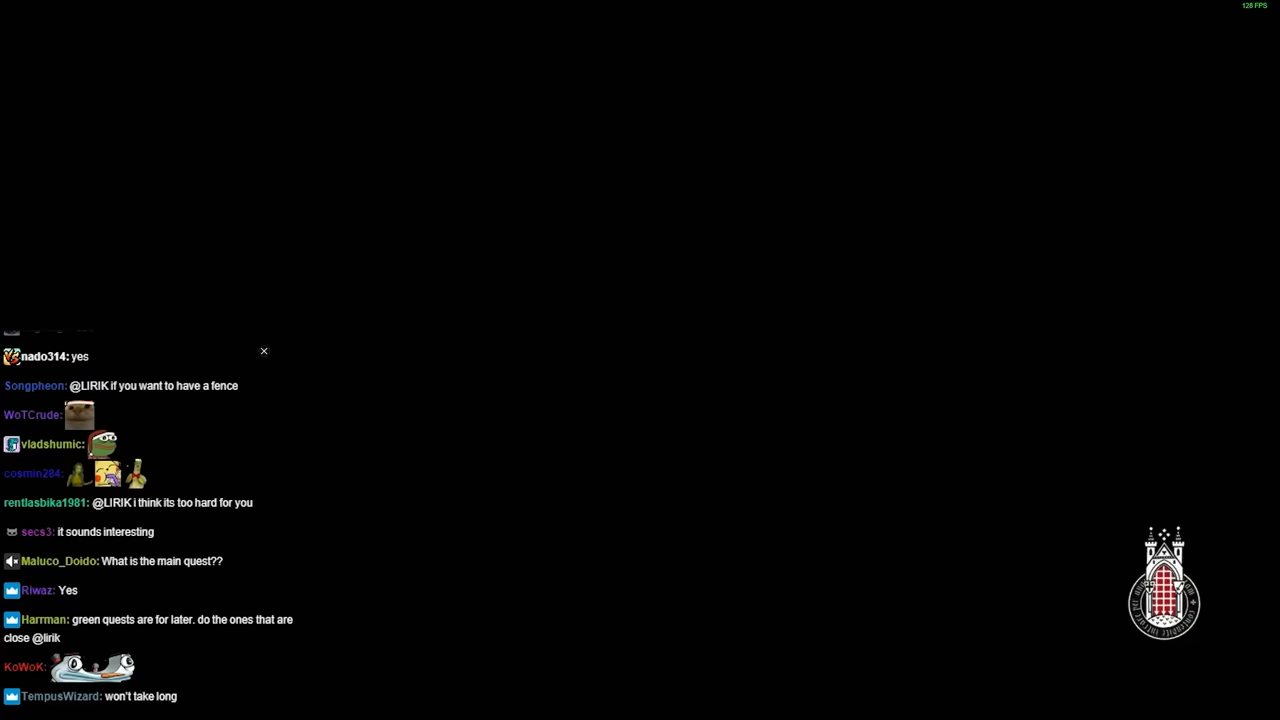 128 FPS
nado314: yes
Songpheon: @LIRIK if you want to have a fence
WoTCrude:
vladshumic:
cosmin284:
rentlasbika1981: @LIRIK i think its too hard for you
secs3: it sounds interesting
Maluco_Doido: What is the main quest??
Riwaz: Yes
Harrman: green quests are for later. do the ones that are
close @lirik
KoWoK:
TempusWizard: won't take long